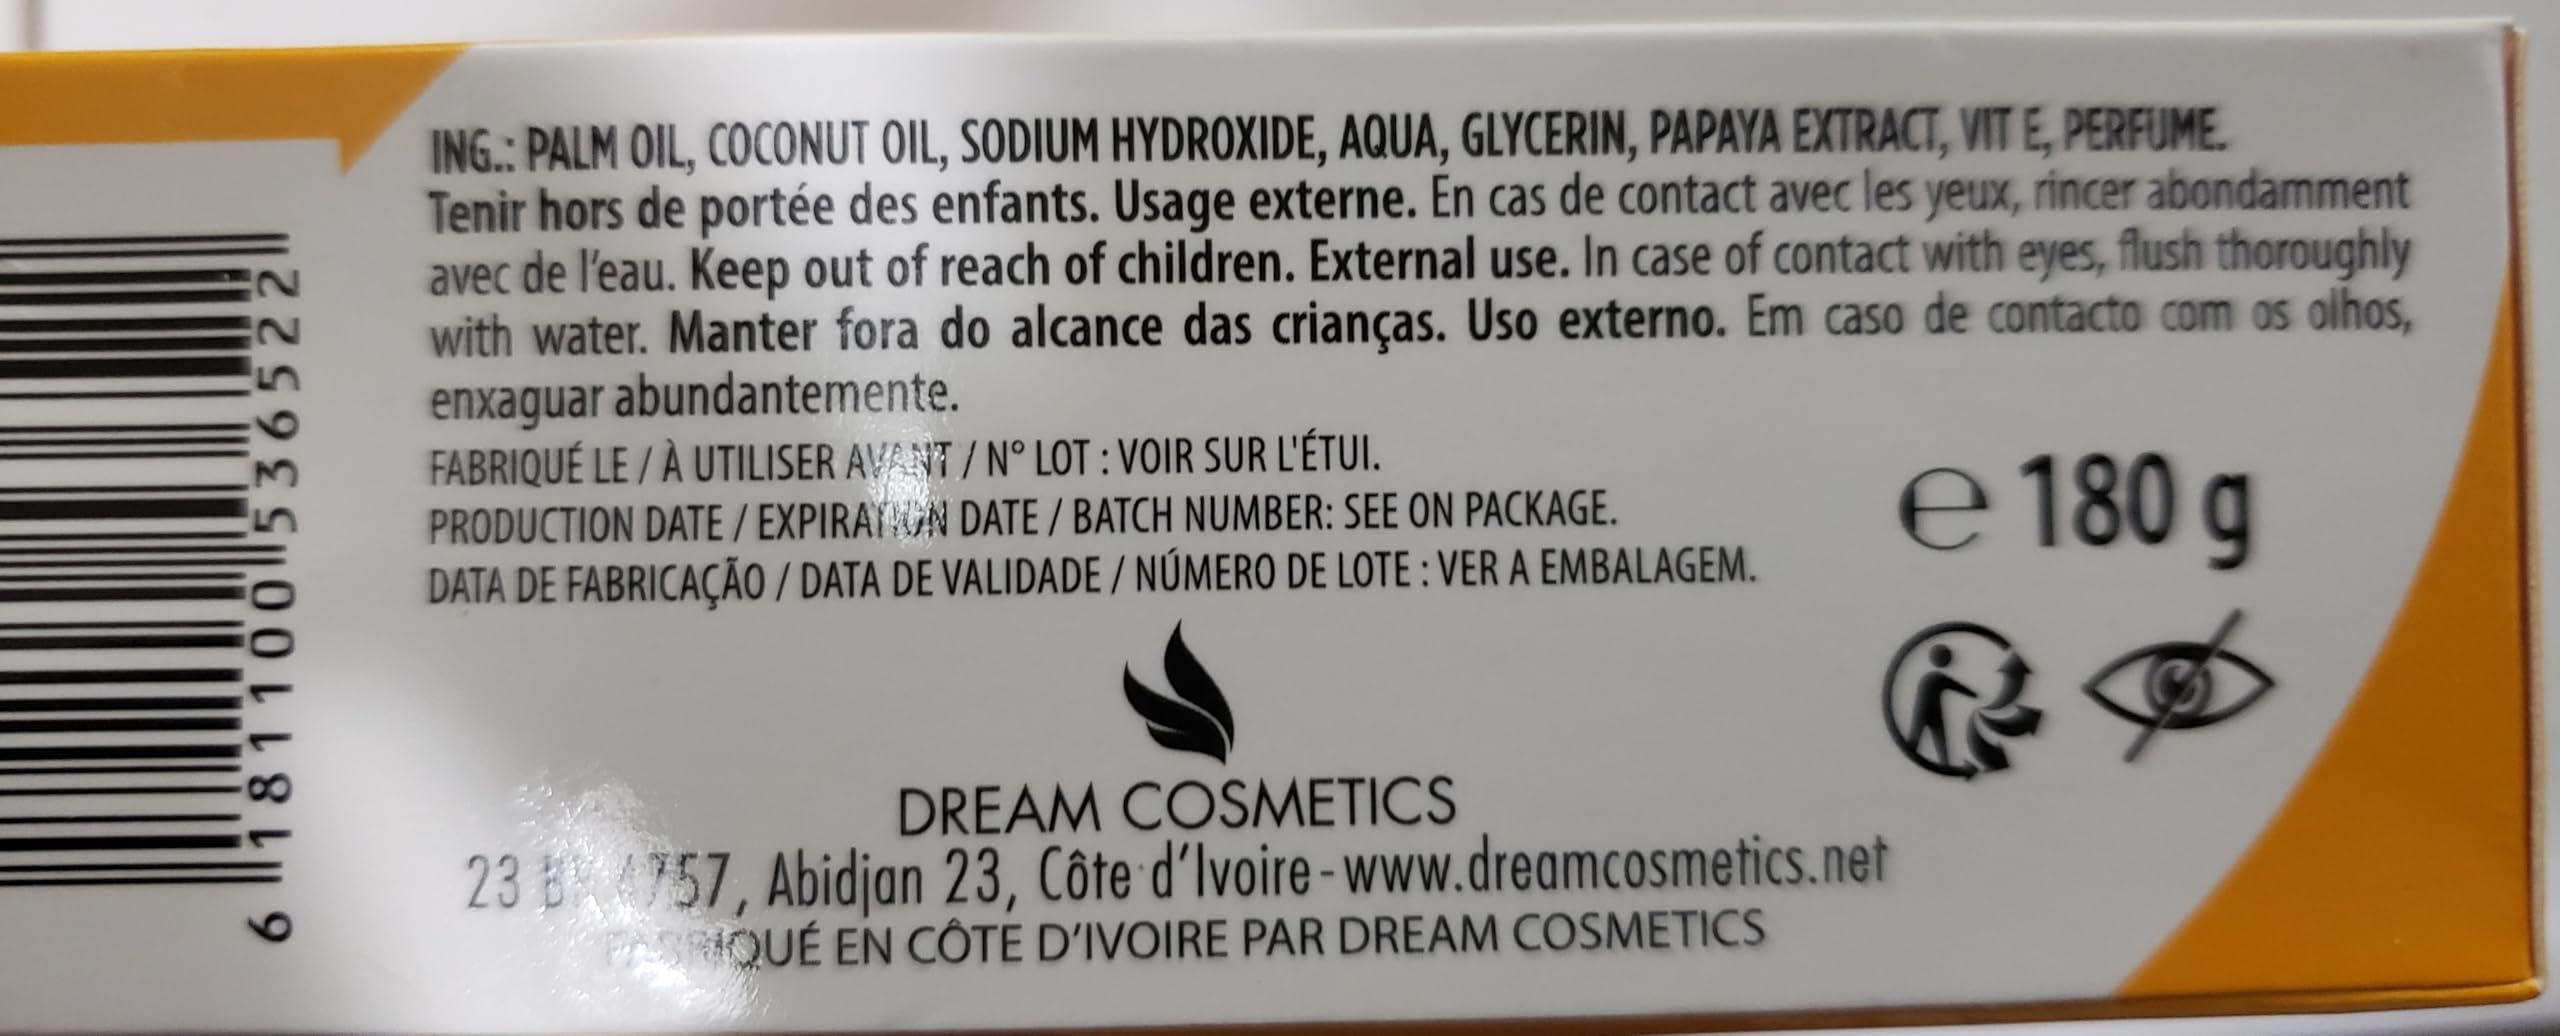 ING.: PALM OIL, COCONUT OIL, SODIUM HYDROXIDE, AQUA, GLYCERIN, PAPAYA EXTRACT, VIT E, PERFUME.
Tenir hors de portée des enfants. Usage externe. En cas de contact avec les yeux, rincer abondamment
avec de l'eau. Keep out of reach of children. External use. In case of contact with eyes, flush thoroughly
with water. Manter fora do alcance das crianças. Uso externo. Em caso de contacto com os olhos,
enxaguar abundantemente.
FABRIQUÉ LE / À UTILISER AVANT / N° LOT : VOIR SUR L'ÉTUI.
PRODUCTION DATE / EXPIRATION DATE / BATCH NUMBER: SEE ON PACKAGE.
DATA DE FABRICAÇÃO / DATA DE VALIDADE / NÚMERO DE LOTE : VER A EMBALAGEM.
e 180 g
DREAM COSMETICS
23 Abidjan 23, Côte d'Ivoire - www.dreamcosmetics.net
FABRIQUÉ EN CÔTE D'IVOIRE PAR DREAM COSMETICS
6 181100 536522